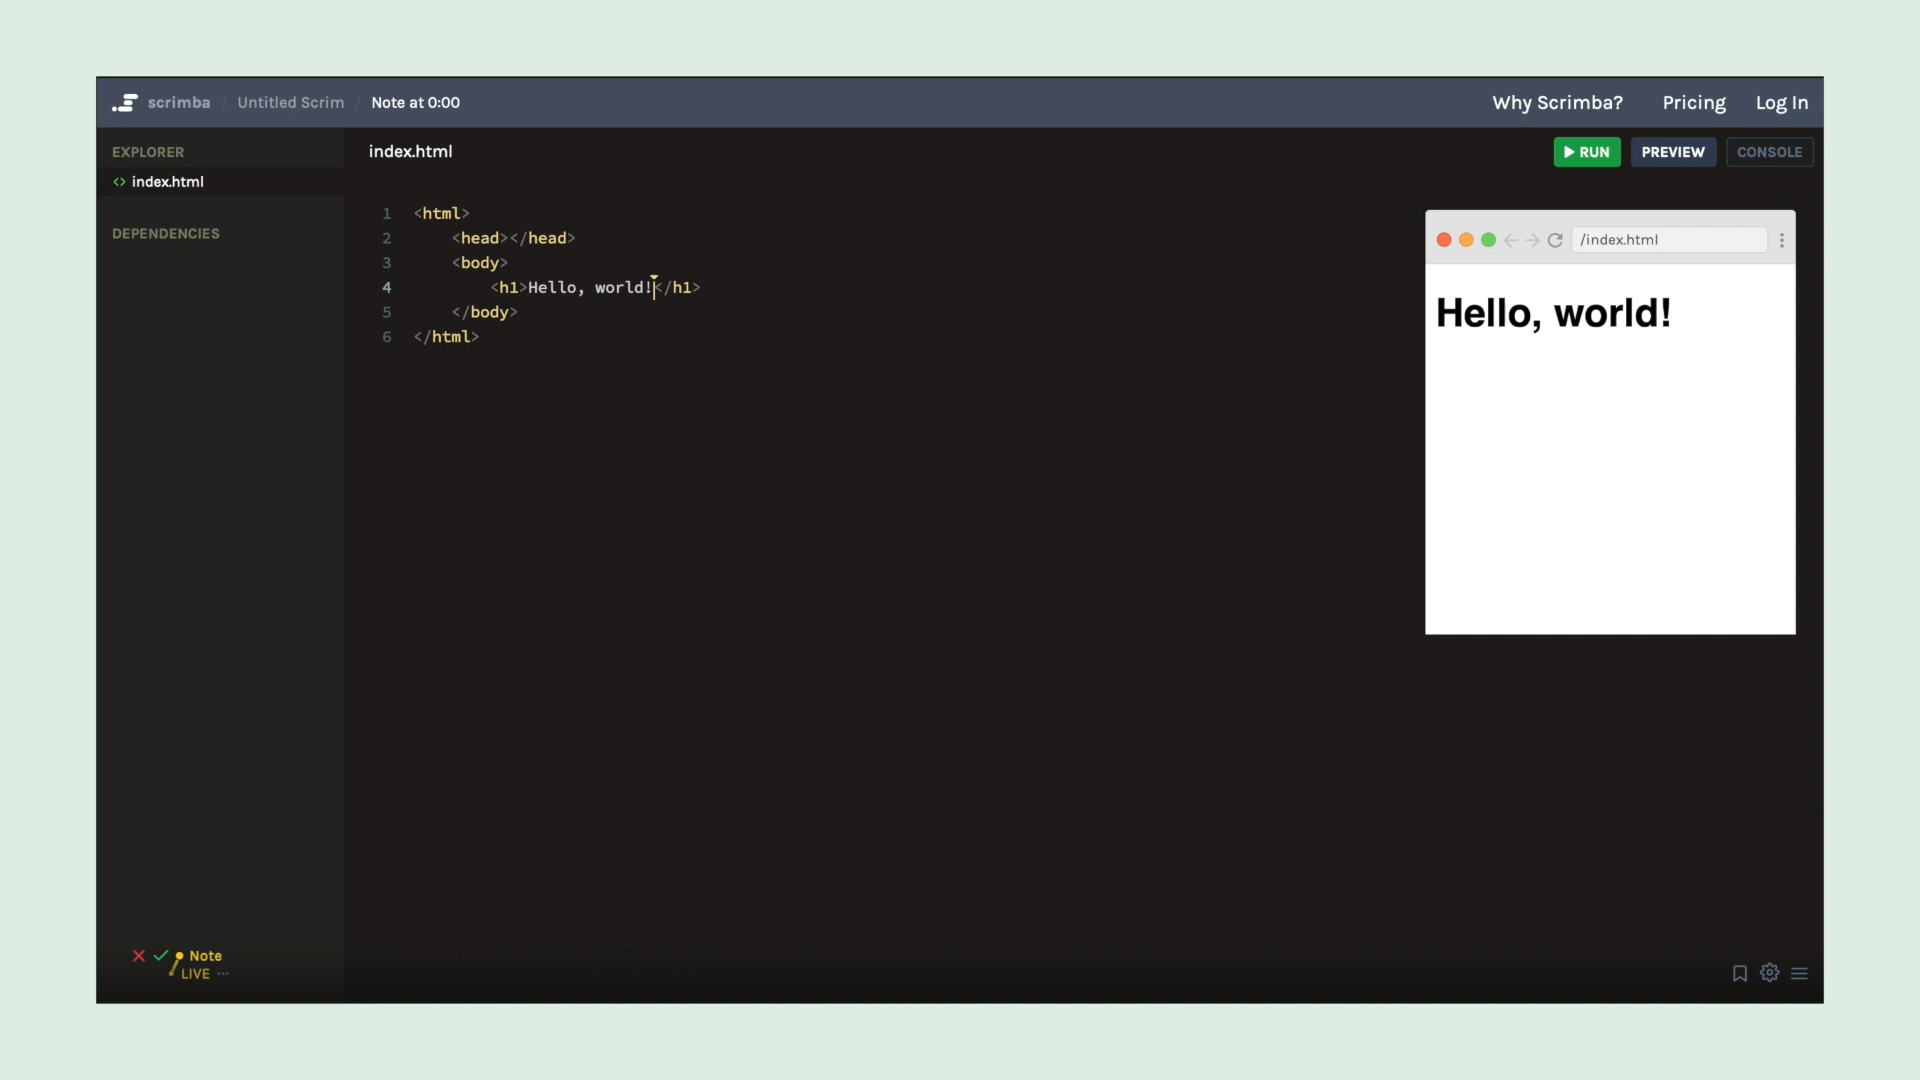 scrimba / Untitled Scrim / Note at 0:00
Why Scrimba? Pricing Log In
EXPLORER
<> index.html
DEPENDENCIES
index.html
RUN PREVIEW CONSOLE
1 <html>
2 <head></head>
3 <body>
4 <h1>Hello, world!</h1>
5 </body>
6 </html>
/index.html
Hello, world!
Note
LIVE ...